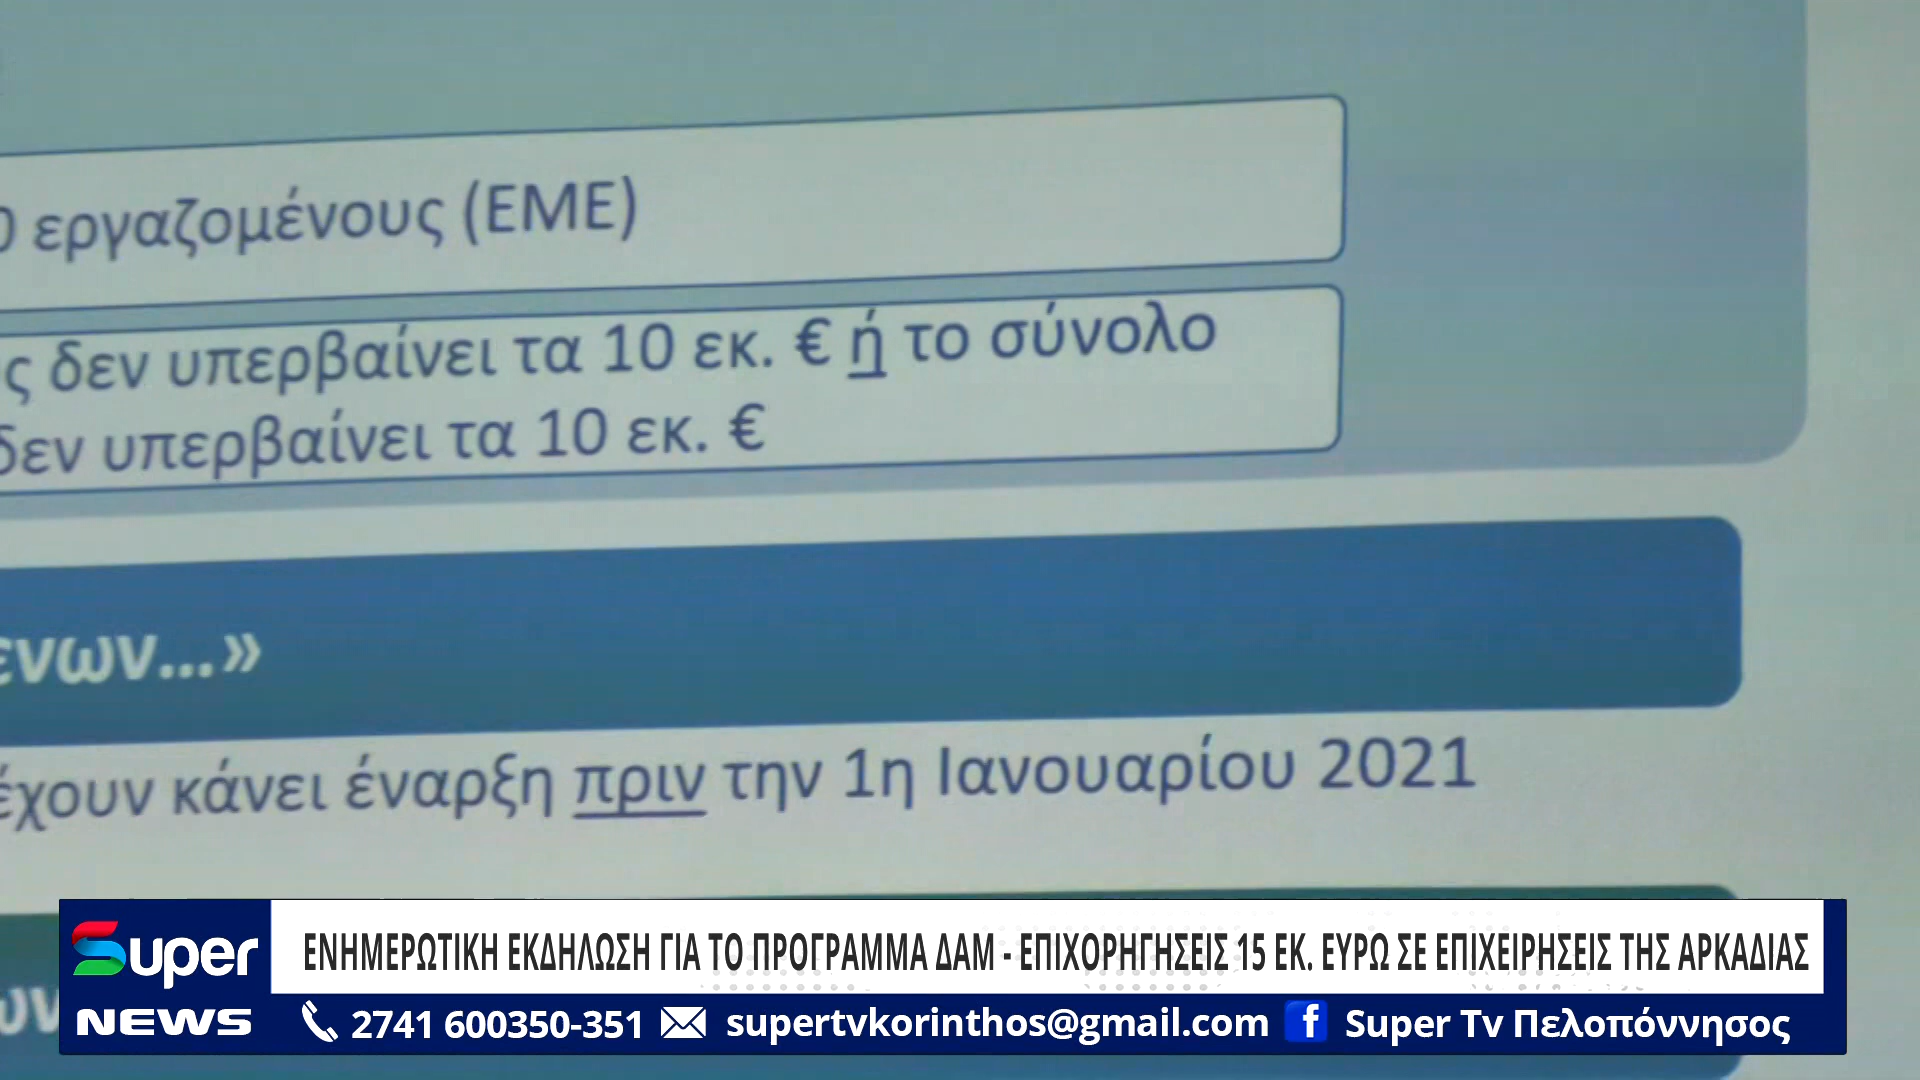 0 εργαζομένους (ΕΜΕ)
ς δεν υπερβαίνει τα 10 εκ. € ή το σύνολο
δεν υπερβαίνει τα 10 εκ. €
ενων...»
έχουν κάνει έναρξη πριν την 1η Ιανουαρίου 2021
ων
Super
NEWS
ΕΝΗΜΕΡΩΤΙΚΗ ΕΚΔΗΛΩΣΗ ΓΙΑ ΤΟ ΠΡΟΓΡΑΜΜΑ ΔΑΜ - ΕΠΙΧΟΡΗΓΗΣΕΙΣ 15 ΕΚ. ΕΥΡΩ ΣΕ ΕΠΙΧΕΙΡΗΣΕΙΣ ΤΗΣ ΑΡΚΑΔΙΑΣ
2741 600350-351 supertvkorinthos@gmail.com f Super Tv Πελοπόννησος